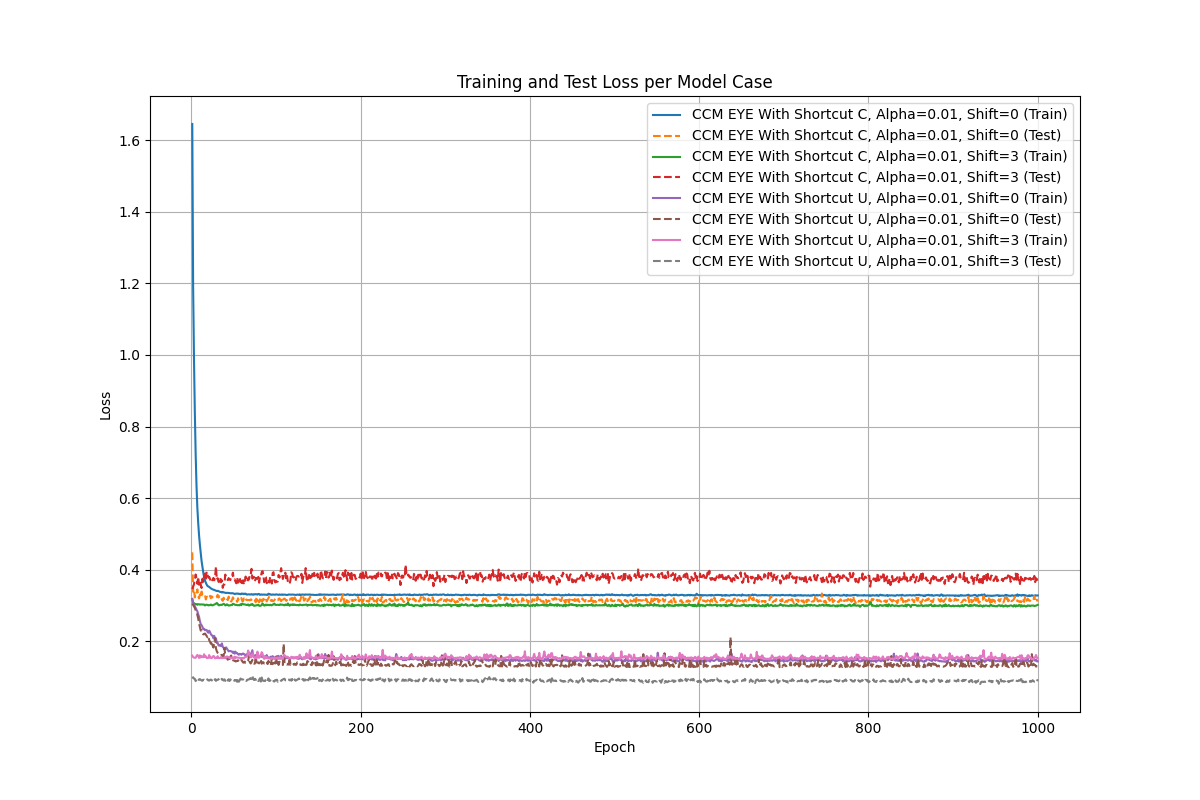 Training and Test Loss per Model Case
CCM EYE With Shortcut C, Alpha=0.01, Shift=0 (Train)
CCM EYE With Shortcut C, Alpha=0.01, Shift=0 (Test)
CCM EYE With Shortcut C, Alpha=0.01, Shift=3 (Train)
CCM EYE With Shortcut C, Alpha=0.01, Shift=3 (Test)
CCM EYE With Shortcut U, Alpha=0.01, Shift=0 (Train)
CCM EYE With Shortcut U, Alpha=0.01, Shift=0 (Test)
CCM EYE With Shortcut U, Alpha=0.01, Shift=3 (Train)
CCM EYE With Shortcut U, Alpha=0.01, Shift=3 (Test)
1.6
1.4
1.2
1.0
0.8
0.6
0.4
0.2
Loss
0 200 400 600 800 1000
Epoch